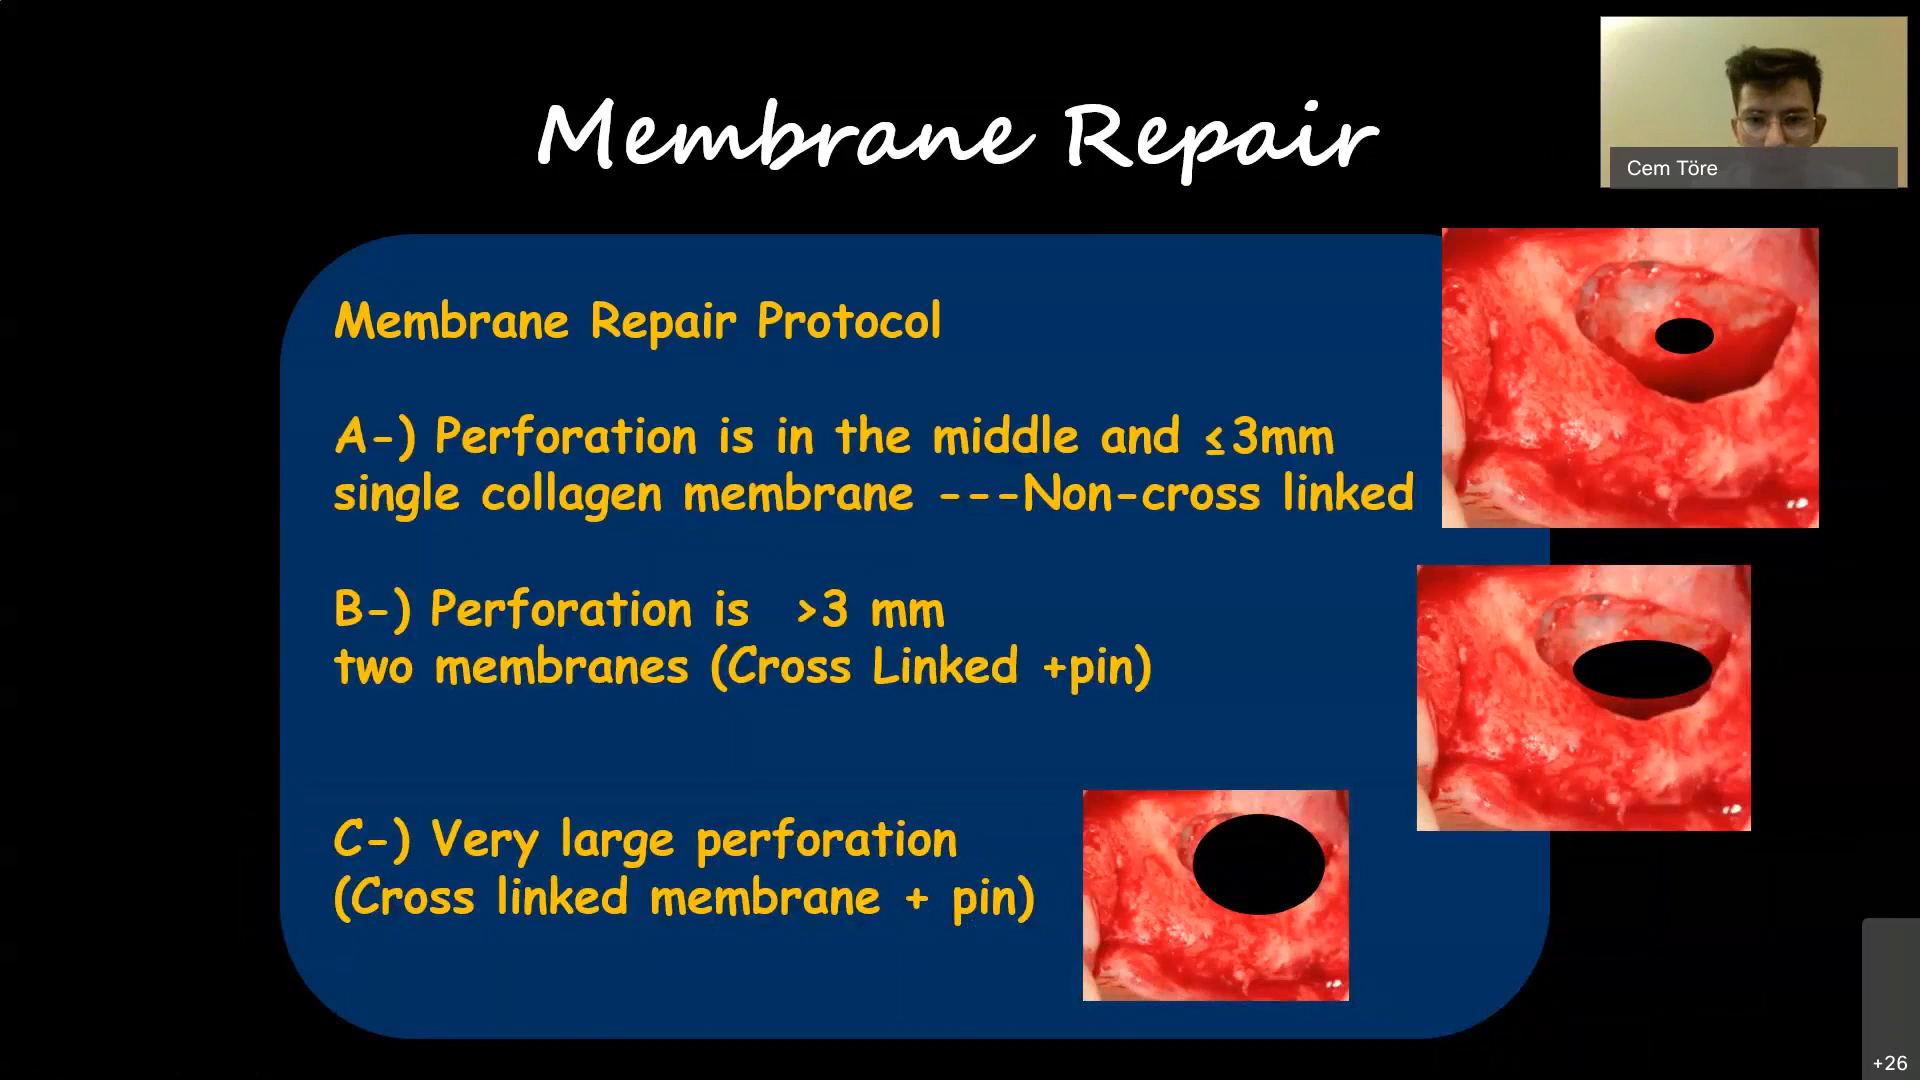 Membrane Repair
Cem Töre
Membrane Repair Protocol
A-) Perforation is in the middle and ≤3mm
single collagen membrane ---Non-cross linked
B-) Perforation is >3 mm
two membranes (Cross Linked +pin)
C-) Very large perforation
(Cross linked membrane + pin)
+26